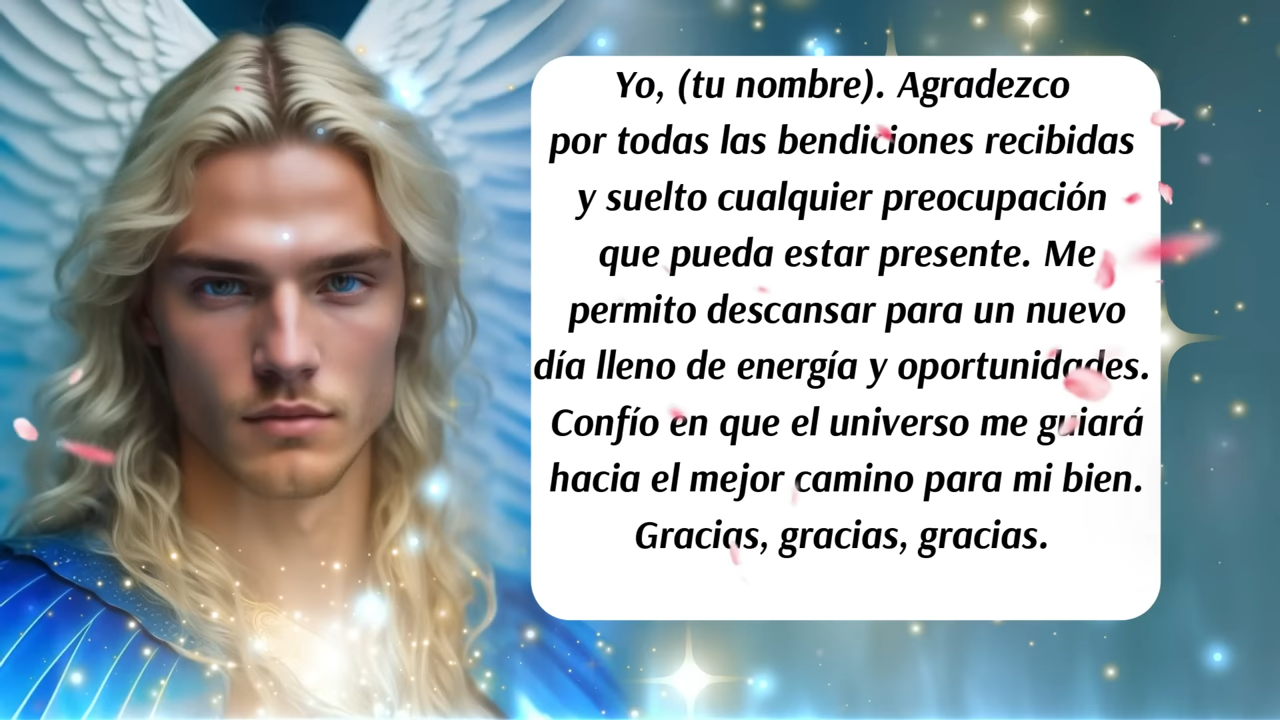 Yo, (tu nombre). Agradezco
por todas las bendiciones recibidas
y suelto cualquier preocupación
que pueda estar presente. Me
permito descansar para un nuevo
día lleno de energía y oportunidades.
Confío en que el universo me guiará
hacia el mejor camino para mi bien.
Gracias, gracias, gracias.